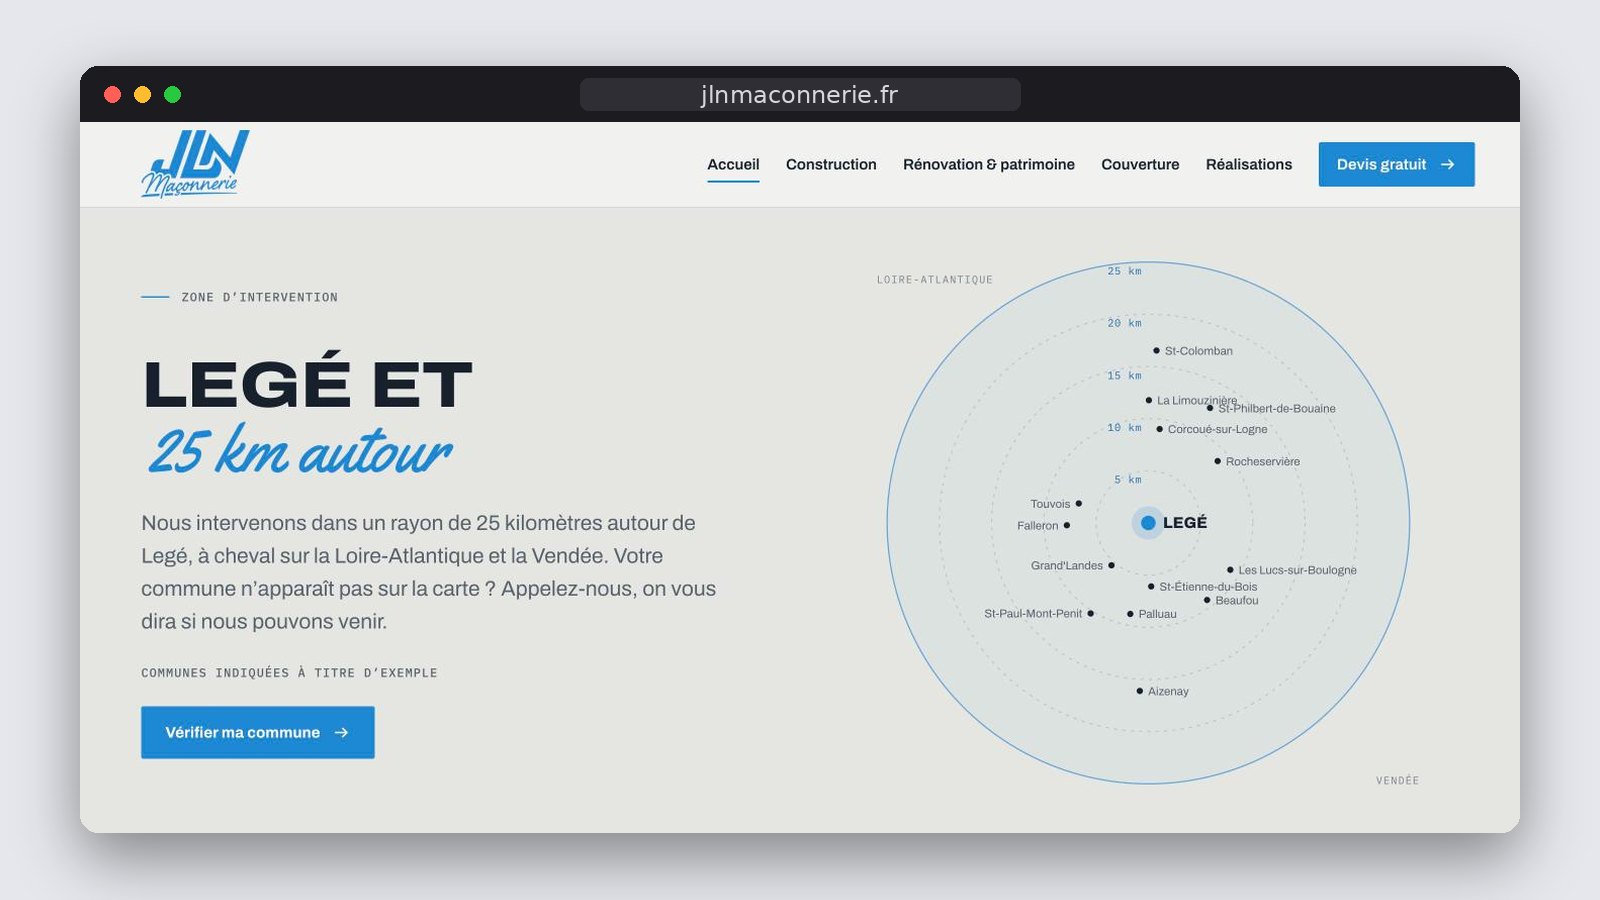 jlnmaconnerie.fr
JLN
Maçonnerie
Accueil
Construction
Rénovation & patrimoine
Couverture
Réalisations
Devis gratuit →
ZONE D’INTERVENTION
LEGÉ ET
25 km autour
Nous intervenons dans un rayon de 25 kilomètres autour de
Legé, à cheval sur la Loire-Atlantique et la Vendée. Votre
commune n’apparaît pas sur la carte ? Appelez-nous, on vous
dira si nous pouvons venir.
COMMUNES INDIQUÉES À TITRE D’EXEMPLE
Vérifier ma commune →
LOIRE-ATLANTIQUE
25 km
20 km
St-Colomban
15 km
La Limouzinière
St-Philbert-de-Bouaine
10 km
Corcoué-sur-Logne
Rocheservière
5 km
Touvois
Falleron
LEGÉ
Grand'Landes
Les Lucs-sur-Boulogne
St-Étienne-du-Bois
Beaufou
St-Paul-Mont-Penit
Palluau
Aizenay
VENDÉE